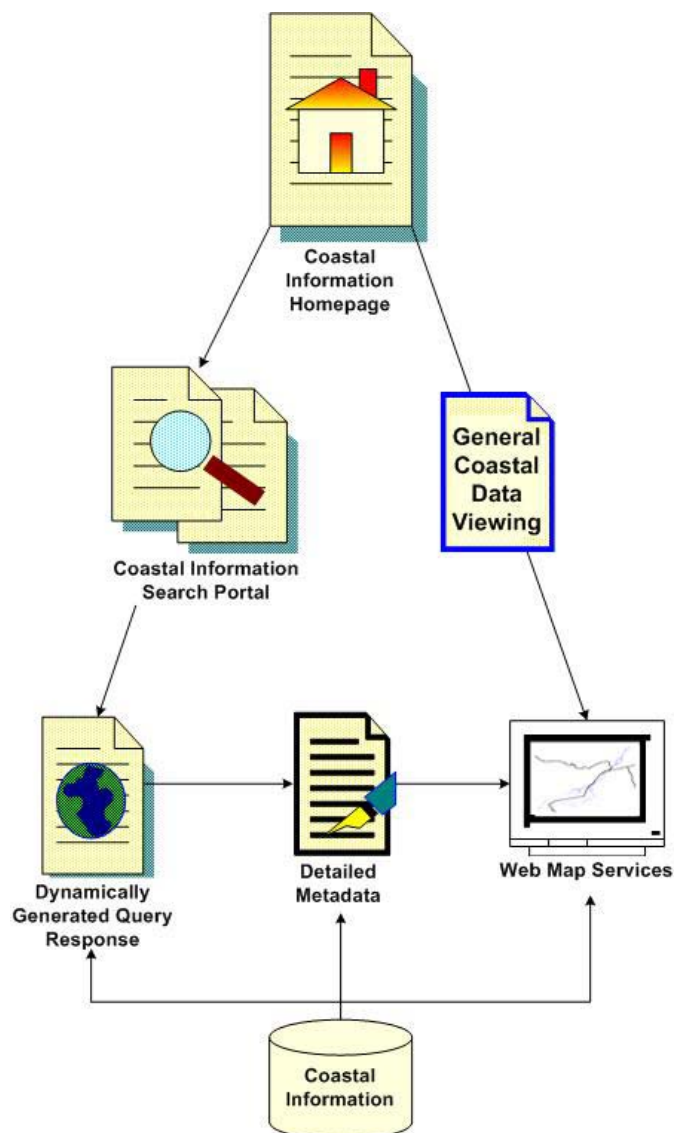 Coastal
Information
Homepage
General
Coastal
Data
Viewing
Coastal Information
Search Portal
Dynamically
Generated Query
Response
Detailed
Metadata
Web Map Services
Coastal
Information